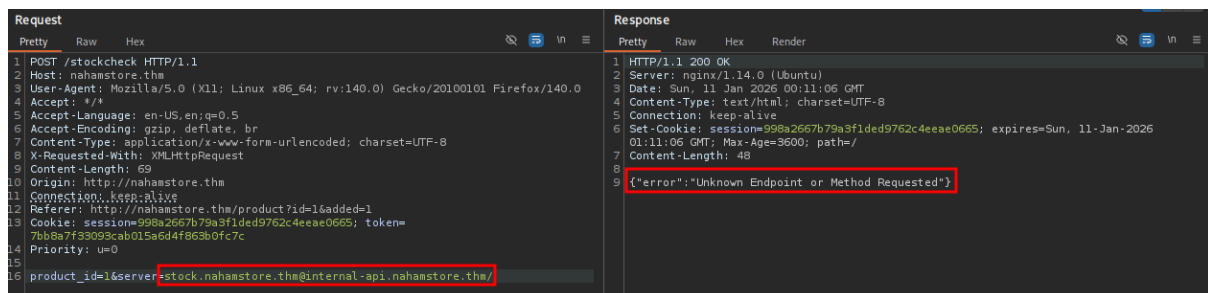 Request
Pretty Raw Hex
\n
1 POST /stockcheck HTTP/1.1
2 Host: nahamstore.thm
3 User-Agent: Mozilla/5.0 (X11; Linux x86_64; rv:140.0) Gecko/20100101 Firefox/140.0
4 Accept: */*
5 Accept-Language: en-US,en;q=0.5
6 Accept-Encoding: gzip, deflate, br
7 Content-Type: application/x-www-form-urlencoded; charset=UTF-8
8 X-Requested-With: XMLHttpRequest
9 Content-Length: 69
10 Origin: http://nahamstore.thm
11 Connection: keep-alive
12 Referer: http://nahamstore.thm/product?id=1&added=1
13 Cookie: session=998a2667b79a3f1ded9762c4eeae0665; token=
7bb8a7f33093cab015a6d4f863b0fc7c
14 Priority: u=0
15
16 product_id=1&server=stock.nahamstore.thm@internal-api.nahamstore.thm/
Response
Pretty Raw Hex Render
\n
1 HTTP/1.1 200 OK
2 Server: nginx/1.14.0 (Ubuntu)
3 Date: Sun, 11 Jan 2026 00:11:06 GMT
4 Content-Type: text/html; charset=UTF-8
5 Connection: keep-alive
6 Set-Cookie: session=998a2667b79a3f1ded9762c4eeae0665; expires=Sun, 11-Jan-2026
01:11:06 GMT; Max-Age=3600; path=/
7 Content-Length: 48
8
9 {"error":"Unknown Endpoint or Method Requested"}